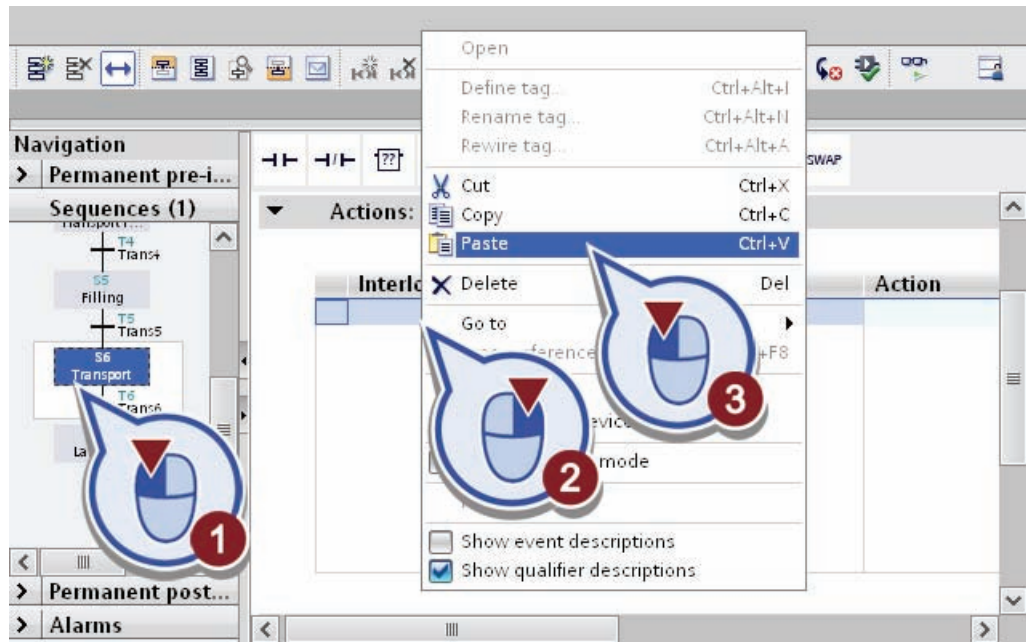 Open
Define tag... Ctrl+Alt+I
Rename tag... Ctrl+Alt+N
Rewire tag... Ctrl+Alt+A
Cut Ctrl+X
Copy Ctrl+C
Paste Ctrl+V
Delete Del
Go to
+F8
mode
Show event descriptions
Show qualifier descriptions
Navigation
Permanent pre-i...
Sequences (1)
T4
Trans4
S5
Filling
T5
Trans5
S6
Transport
T6
Trans6
La
Permanent post...
Alarms
??
SWAP
Actions:
Interlo
Action
1
2
3